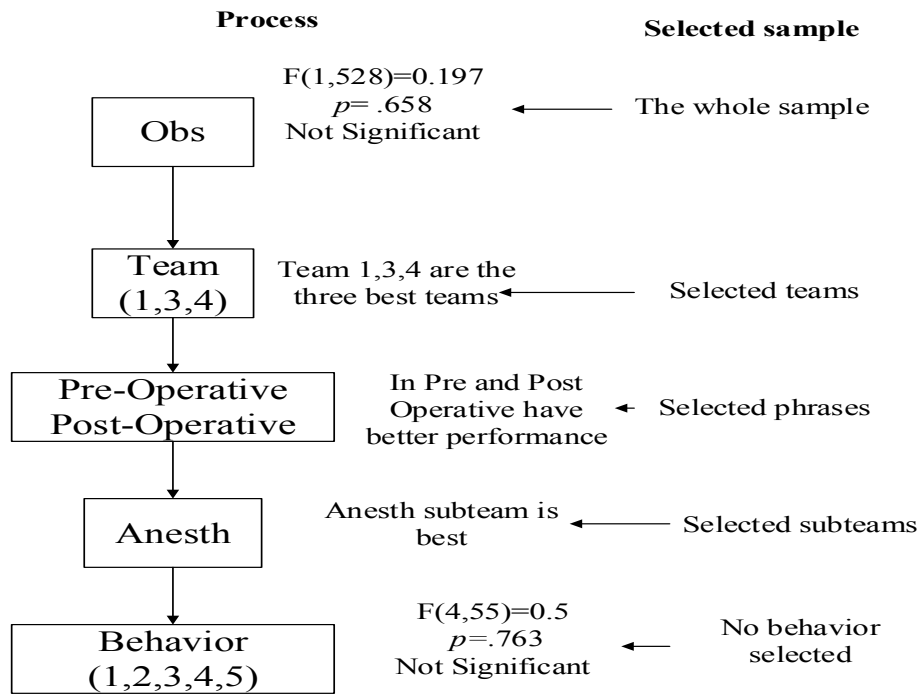 Process
Selected sample
Obs
F(1,528)=0.197
p= .658
Not Significant
The whole sample
Team
(1,3,4)
Team 1,3,4 are the
three best teams
Selected teams
Pre-Operative
Post-Operative
In Pre and Post
Operative have
better performance
Selected phrases
Anesth
Anesth subteam is
best
Selected subteams
Behavior
(1,2,3,4,5)
F(4,55)=0.5
p=.763
Not Significant
No behavior
selected